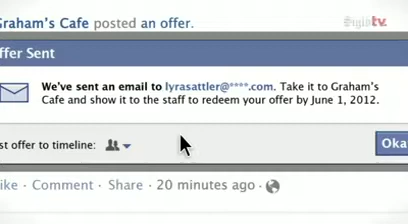 Graham's Cafe posted an offer.
ffer Sent
We've sent an email to lyrasattler@****.com. Take it to Graham's
Cafe and show it to the staff to redeem your offer by June 1, 2012.
st offer to timeline:
Oka
ike · Comment · Share · 20 minutes ago ·